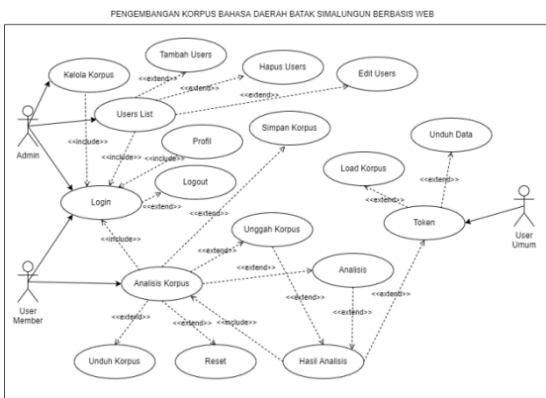 PENGEMBANGAN KORPUS BAHASA DAERAH BATAK SIMALUNGUN BERBASIS WEB
Tambah Users
Hapus Users
Edit Users
Kelola Korpus
<<extend>>
<<extend>>
<<extend>>
Users List
Simpan Korpus
Unduh Data
Admin
<<include>>
<<include>>
<<include>>
Profil
Load Korpus
<<extend>>
Logout
Login
<<extend>>
<<extend>>
<<extend>>
Token
User
Umum
Unggah Korpus
<<include>>
<<extend>>
<<extend>>
Analisis
User
Member
Analisis Korpus
<<extend>>
<<extend>>
<<extend>>
<<extend>>
<<include>>
<<extend>>
Unduh Korpus
Reset
Hasil Analisis